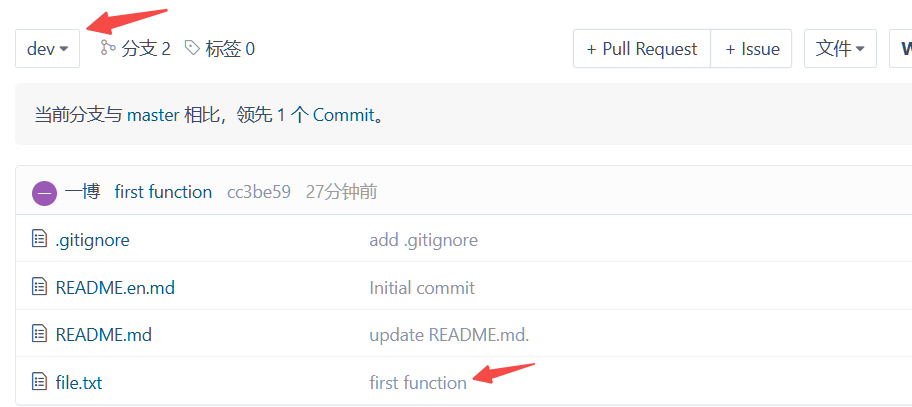 dev 分支 2 标签 0 + Pull Request + Issue 文件 W
当前分支与 master 相比，领先 1 个 Commit。
一 一博 first function cc3be59 27分钟前
.gitignore add .gitignore
README.en.md Initial commit
README.md update README.md.
file.txt first function